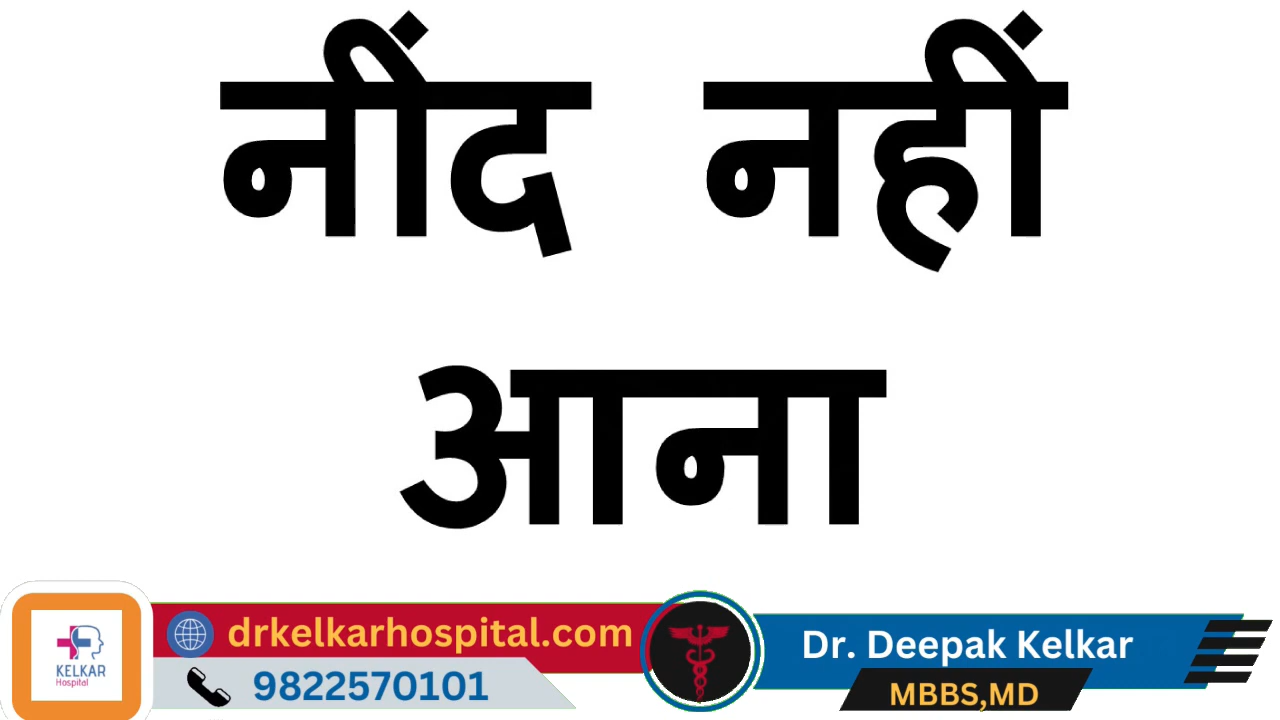 नींद नहीं
आना
KELKAR
Hospital
drkelkarhospital.com
9822570101
Dr. Deepak Kelkar
MBBS,MD